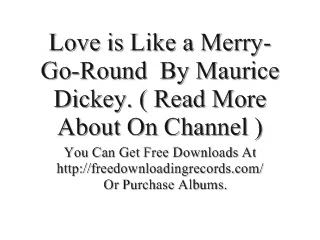 Love is Like a Merry-
Go-Round  By Maurice
Dickey. ( Read More
About On Channel )
You Can Get Free Downloads At
http://freedownloadingrecords.com/
Or Purchase Albums.